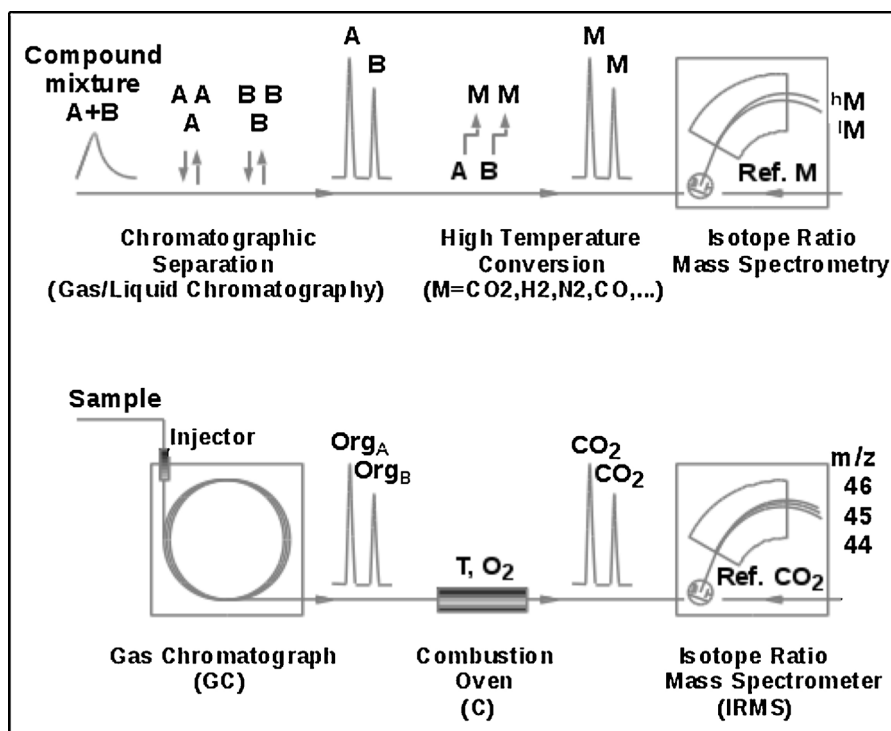 Compound
mixture
A+B
A A
A
B B
B
A
B
M M
A B
M
M
hM
lM
Ref. M
Chromatographic
Separation
(Gas/Liquid Chromatography)
High Temperature
Conversion
(M=CO2,H2,N2,CO,...)
Isotope Ratio
Mass Spectrometry
Sample
Injector
OrgA
OrgB
T, O2
CO2
CO2
m/z
46
45
44
Ref. CO2
Gas Chromatograph
(GC)
Combustion
Oven
(C)
Isotope Ratio
Mass Spectrometer
(IRMS)